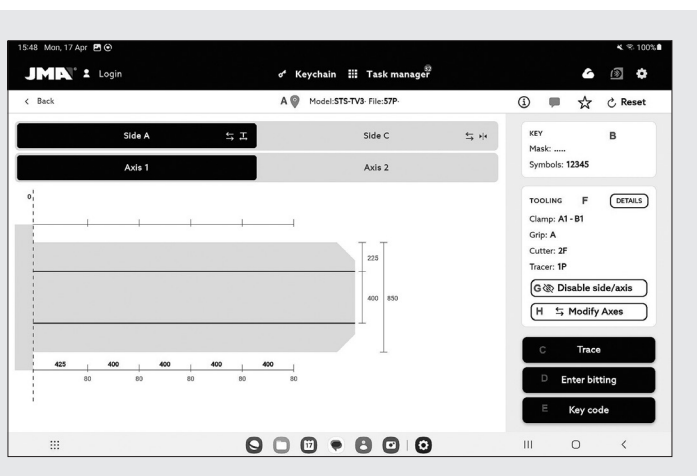 15:48 Mon, 17 Apr 100%
JMA Login Keychain Task manager 52
< Back A Model:STS-TV3· File:57P· Reset
Side A Side C
Axis 1 Axis 2
0
225
400 850
425 400 400 400 400
80 80 80 80 80
KEY B
Mask: .....
Symbols: 12345
TOOLING F DETAILS
Clamp: A1 - B1
Grip: A
Cutter: 2F
Tracer: 1P
G Disable side/axis
H Modify Axes
C Trace
D Enter bitting
E Key code
17